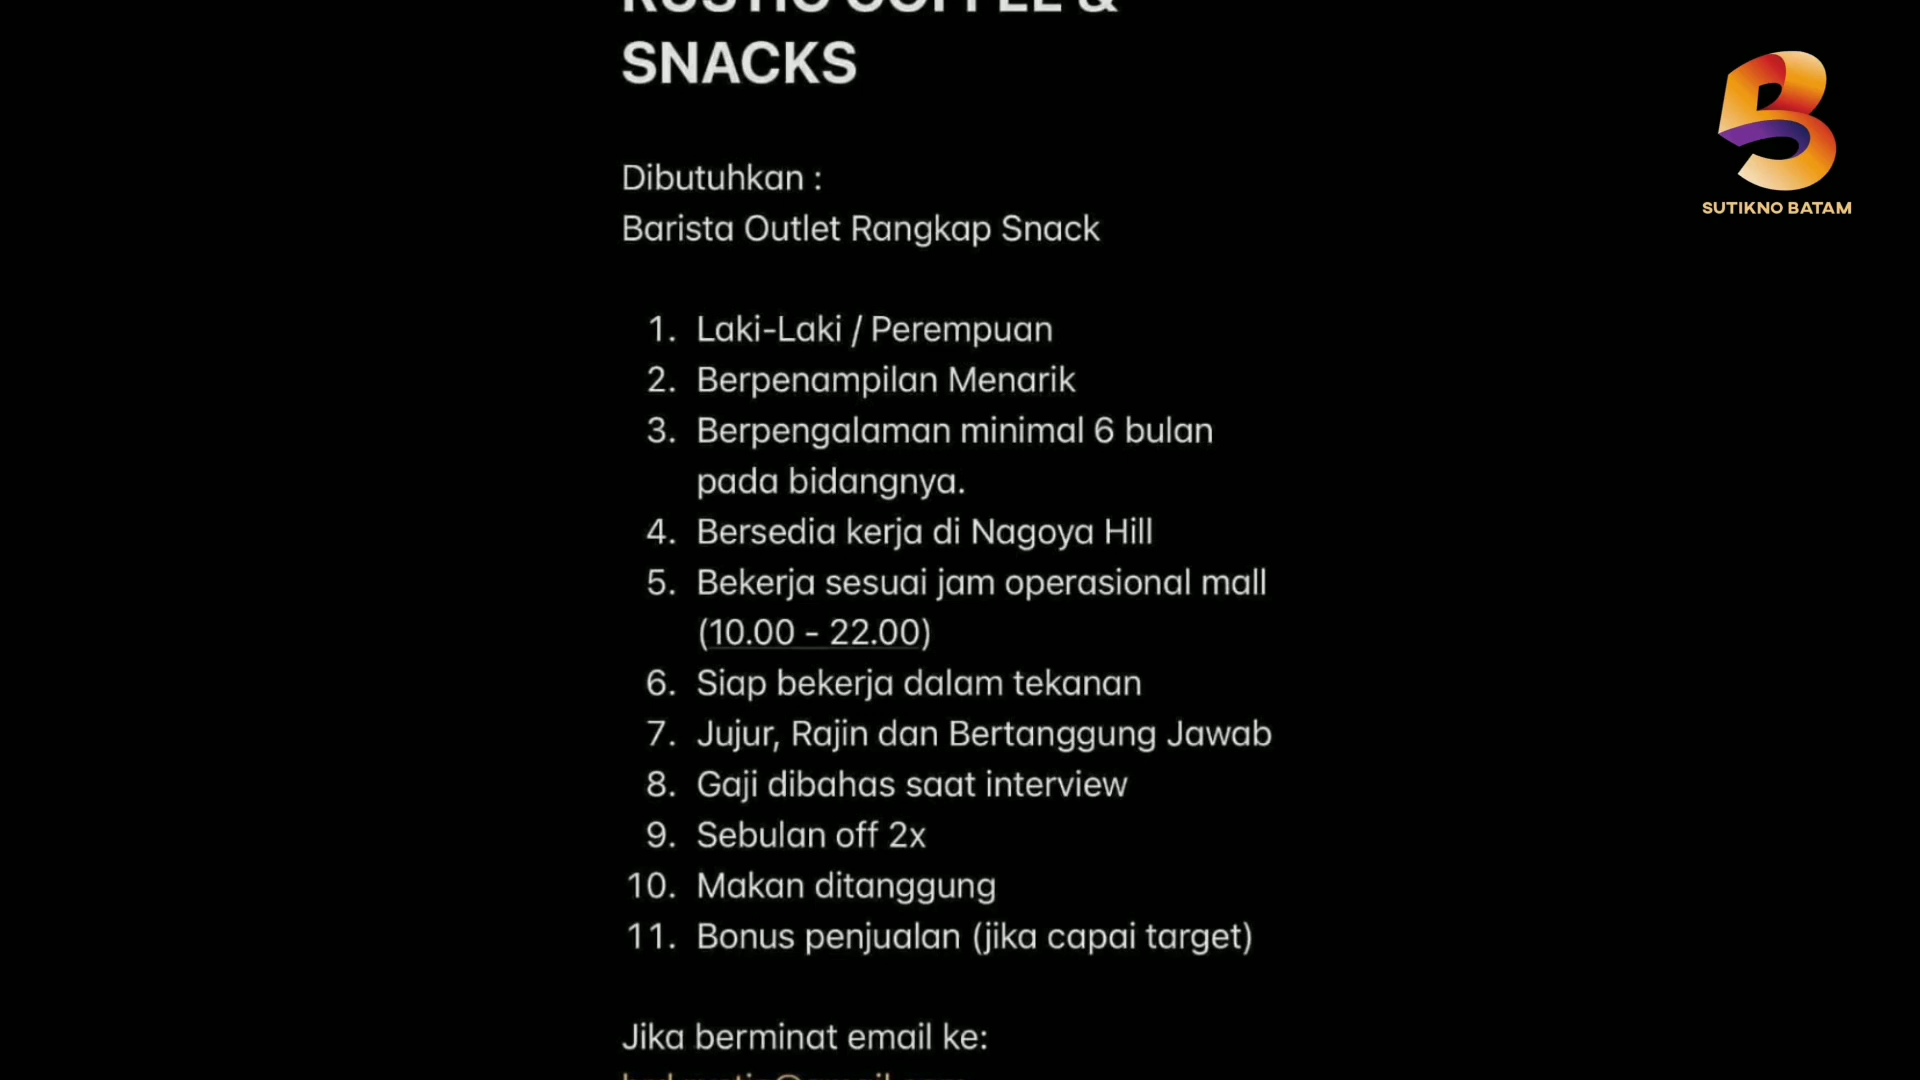 RUSTIC COFFEE &
SNACKS
SUTIKNO BATAM
Dibutuhkan :
Barista Outlet Rangkap Snack
1. Laki-Laki / Perempuan
2. Berpenampilan Menarik
3. Berpengalaman minimal 6 bulan
pada bidangnya.
4. Bersedia kerja di Nagoya Hill
5. Bekerja sesuai jam operasional mall
(10.00 - 22.00)
6. Siap bekerja dalam tekanan
7. Jujur, Rajin dan Bertanggung Jawab
8. Gaji dibahas saat interview
9. Sebulan off 2x
10. Makan ditanggung
11. Bonus penjualan (jika capai target)
Jika berminat email ke: